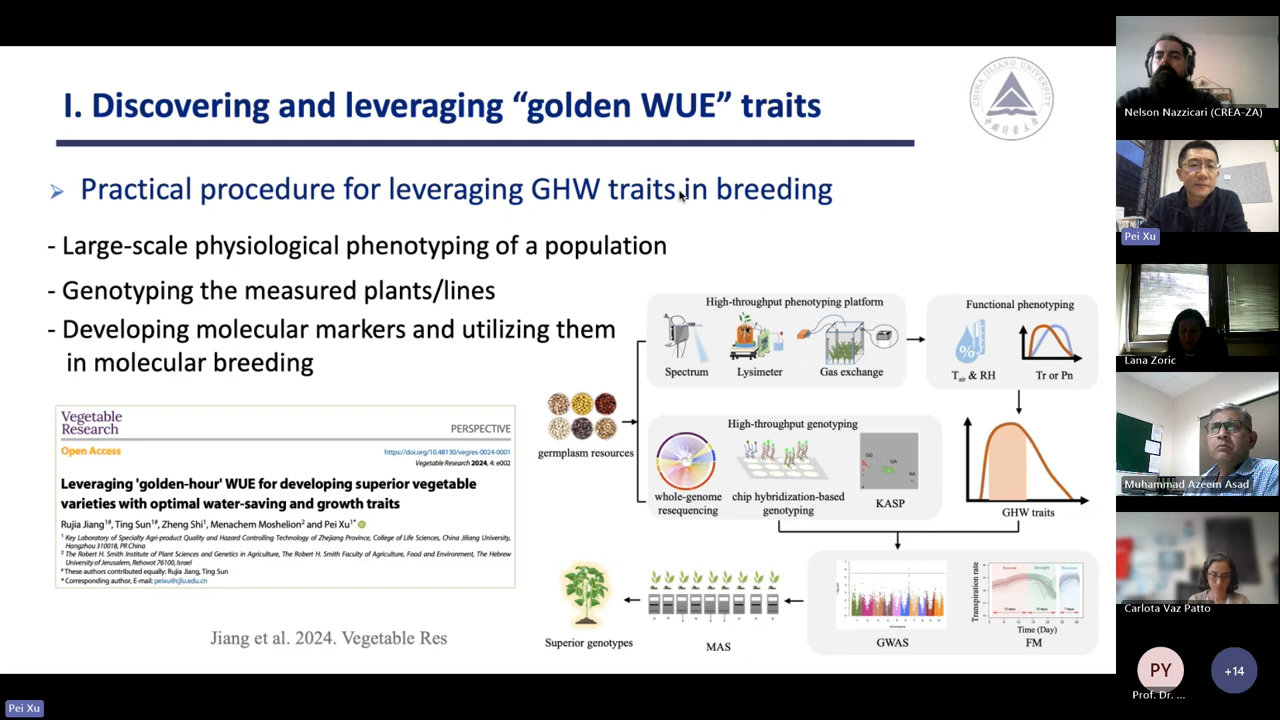 I. Discovering and leveraging “golden WUE” traits
CHINA JILIANG UNIVERSITY
Practical procedure for leveraging GHW traits in breeding
- Large-scale physiological phenotyping of a population
- Genotyping the measured plants/lines
- Developing molecular markers and utilizing them
in molecular breeding
Vegetable
Research
PERSPECTIVE
Open Access
https://doi.org/10.48130/vegres-0024-0001
Vegetable Research 2024, 4: e002
Leveraging 'golden-hour' WUE for developing superior vegetable
varieties with optimal water-saving and growth traits
Rujia Jiang1#, Ting Sun1#, Zheng Shi1, Menachem Moshelion2 and Pei Xu1*
1 Key Laboratory of Specialty Agri-product Quality and Hazard Controlling Technology of Zhejiang Province, College of Life Sciences, China Jiliang University,
Hangzhou 310018, PR China
2 The Robert H. Smith Institute of Plant Sciences and Genetics in Agriculture, The Robert H. Smith Faculty of Agriculture, Food and Environment, The Hebrew
University of Jerusalem, Rehovot 76100, Israel
# These authors contributed equally: Rujia Jiang, Ting Sun
* Corresponding author, E-mail: peixu@cjlu.edu.cn
Jiang et al. 2024. Vegetable Res
germplasm resources
High-throughput phenotyping platform
Spectrum
Lysimeter
Gas exchange
Functional phenotyping
%
Tair & RH
Tr or Pn
High-throughput genotyping
whole-genome
resequencing
chip hybridization-based
genotyping
GG
GA
AA
KASP
GHW traits
GWAS
Transpiration rate
Time (Day)
FM
MAS
Superior genotypes
Nelson Nazzicari (CREA-ZA)
Pei Xu
Lana Zoric
Muhammad Azeem Asad
Carlota Vaz Patto
PY
Prof. Dr. ...
+14
Pei Xu